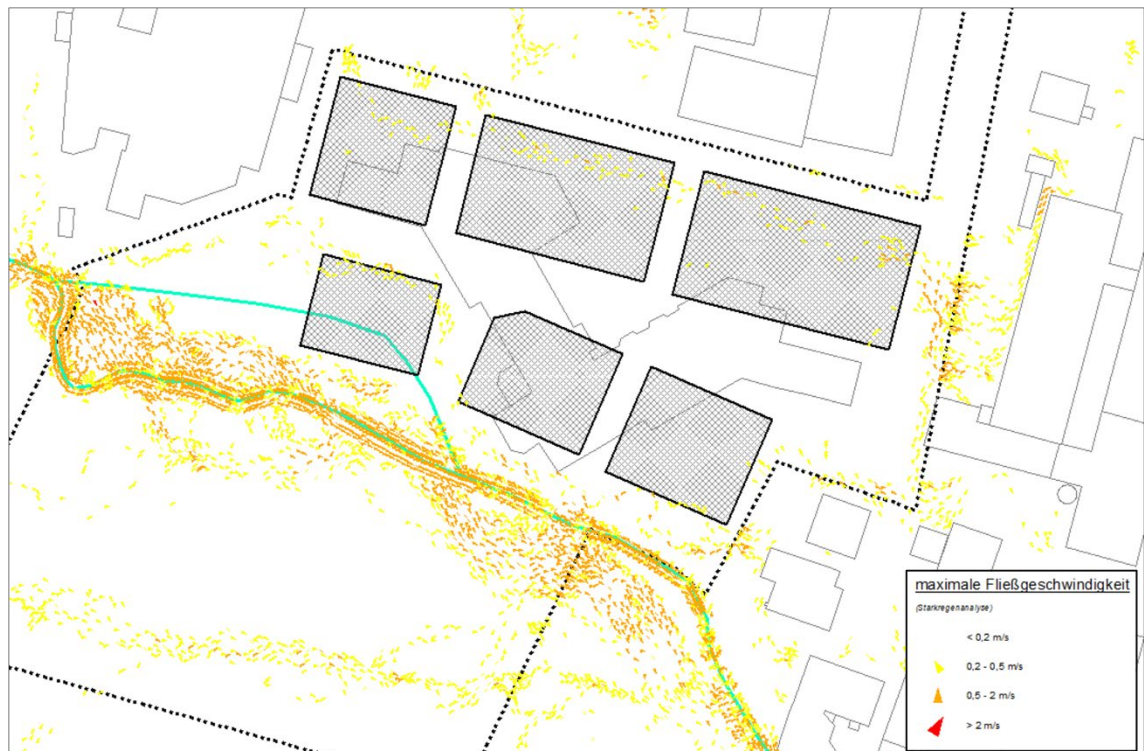 maximale Fließgeschwindigkeit
(Starkregenanalyse)
< 0,2 m/s
0,2 - 0,5 m/s
0,5 - 2 m/s
> 2 m/s